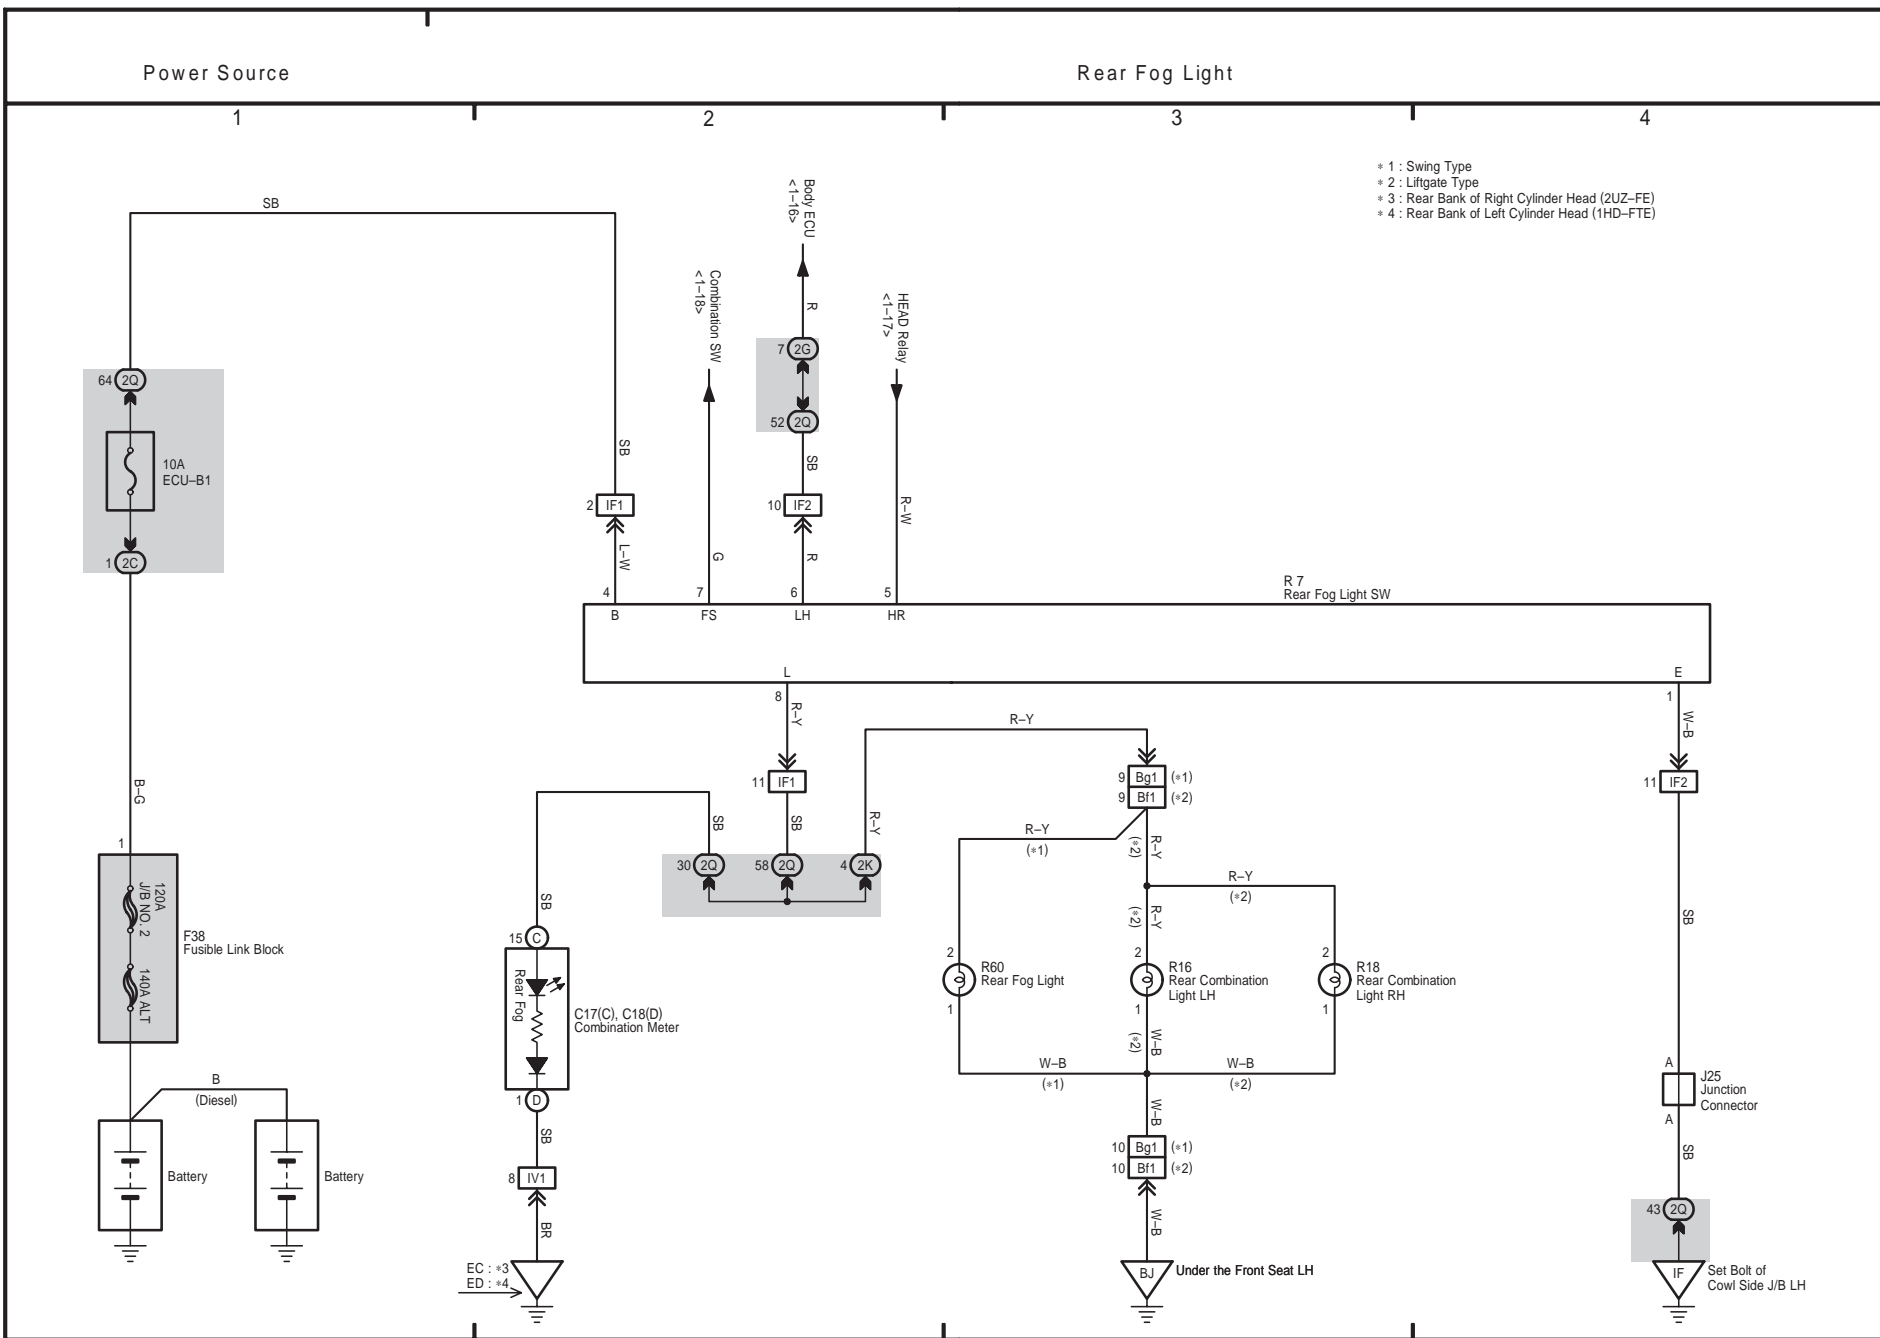 Power Source
Rear Fog Light
1
2
3
4
∗ 1 : Swing Type
∗ 2 : Liftgate Type
∗ 3 : Rear Bank of Right Cylinder Head (2UZ–FE)
∗ 4 : Rear Bank of Left Cylinder Head (1HD–FTE)
SB
Body ECU
<1–16>
Combination SW
<1–18>
HEAD Relay
<1–17>
R
7 2G
64 2Q
52 2Q
10A
ECU–B1
SB
SB
2 IF1
10 IF2
R–W
1 2C
L–W
G
R
R 7
Rear Fog Light SW
4
7
6
5
B
FS
LH
HR
L
E
8
1
R–Y
R–Y
W–B
B–G
11 IF1
9 Bg1 (∗1)
9 Bf1 (∗2)
11 IF2
SB
SB
R–Y
R–Y
(∗1)
R–Y
(∗2)
1
30 2Q
58 2Q
4 2K
R–Y
(∗2)
120A
J/B NO. 2
140A ALT
F38
Fusible Link Block
SB
R–Y
(∗2)
SB
15 C
2
R60
Rear Fog Light
1
2
R16
Rear Combination
Light LH
1
2
R18
Rear Combination
Light RH
1
Rear Fog
C17(C), C18(D)
Combination Meter
W–B
(∗2)
W–B
(∗1)
W–B
(∗2)
B
(Diesel)
1 D
A
J25
Junction
Connector
A
W–B
SB
10 Bg1 (∗1)
10 Bf1 (∗2)
SB
Battery
Battery
8 IV1
BR
W–B
43 2Q
EC : ∗3
ED : ∗4
BJ
Under the Front Seat LH
IF
Set Bolt of
Cowl Side J/B LH